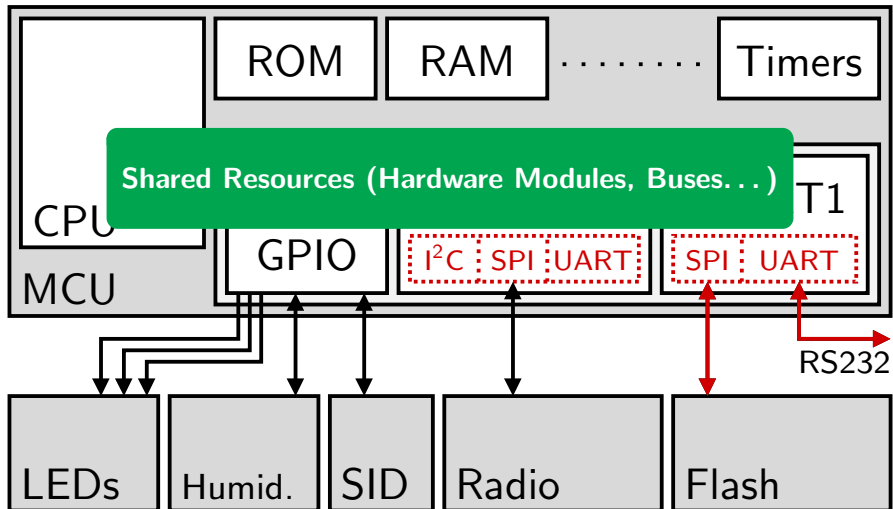 ROM
RAM
. . . . . . . .
Timers
Shared Resources (Hardware Modules, Buses. . . )
CPU
T1
GPIO
I²C
SPI
UART
SPI
UART
MCU
RS232
LEDs
Humid.
SID
Radio
Flash